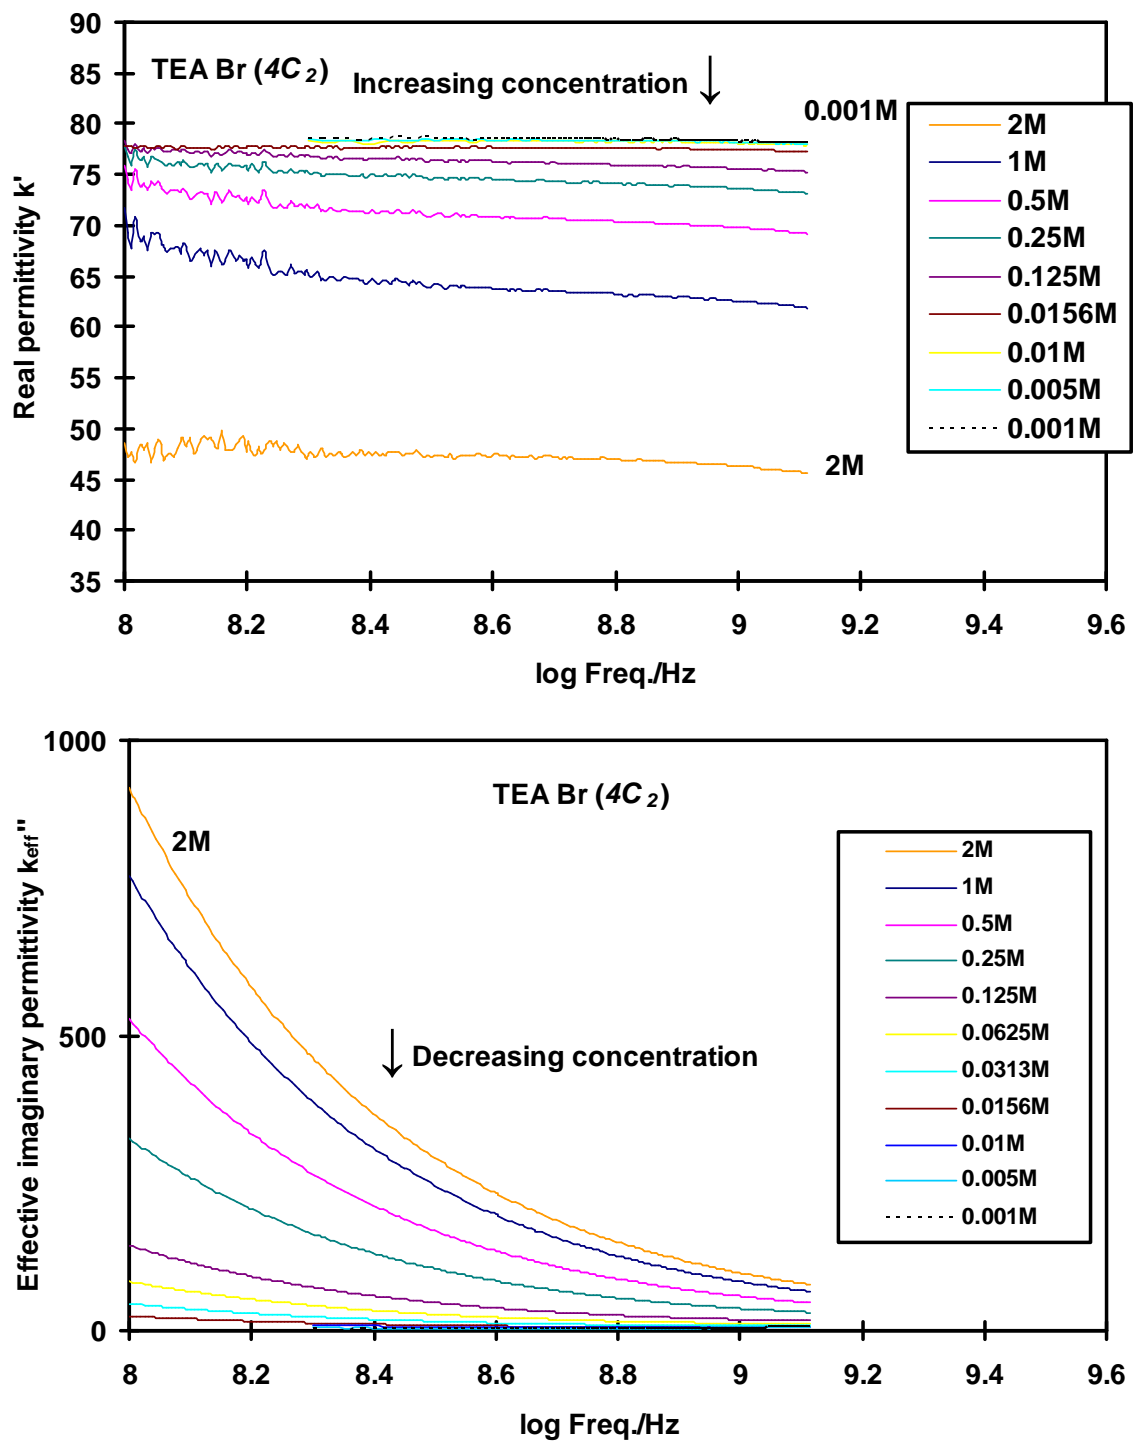 90
85
80
75
70
65
60
55
50
45
40
35
Real permittivity k'
TEA Br (4C 2)
Increasing concentration ↓
0.001M
2M
2M
1M
0.5M
0.25M
0.125M
0.0156M
0.01M
0.005M
0.001M
8 8.2 8.4 8.6 8.8 9 9.2 9.4 9.6
log Freq./Hz
1000
500
0
Effective imaginary permittivity keff"
TEA Br (4C 2)
2M
↓ Decreasing concentration
2M
1M
0.5M
0.25M
0.125M
0.0625M
0.0313M
0.0156M
0.01M
0.005M
0.001M
8 8.2 8.4 8.6 8.8 9 9.2 9.4 9.6
log Freq./Hz